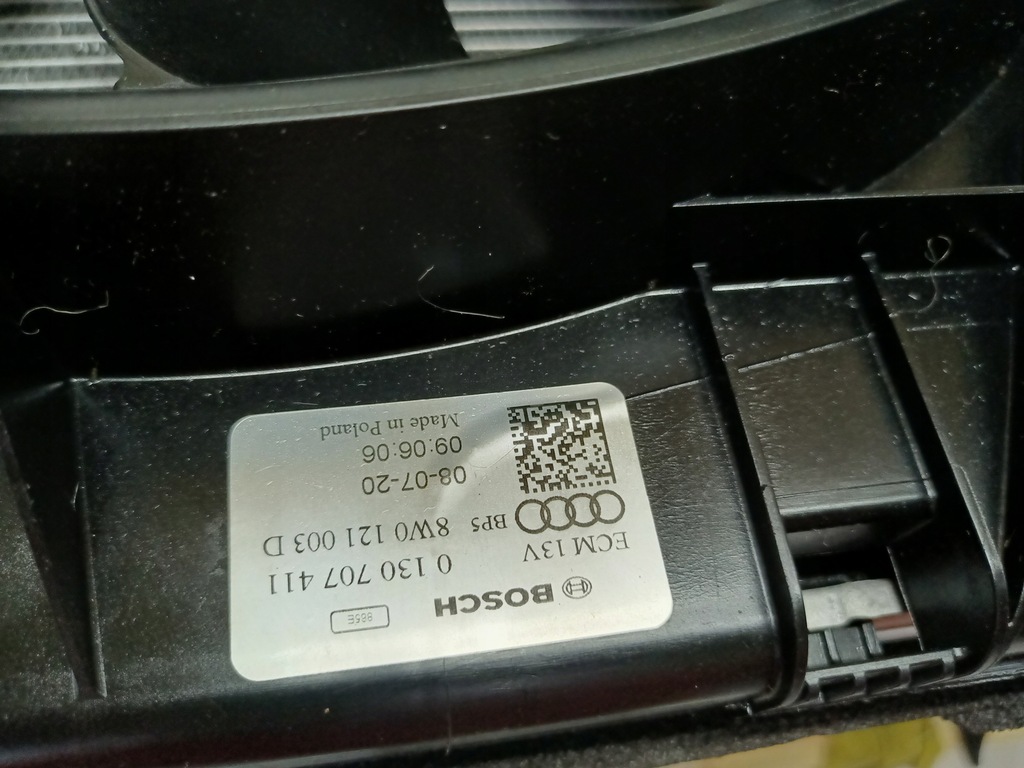 BOSCH 865E
ECM 13V 0 130 707 411
BP5 8W0 121 003 D
08-07-20
09:06:06
Made in Poland